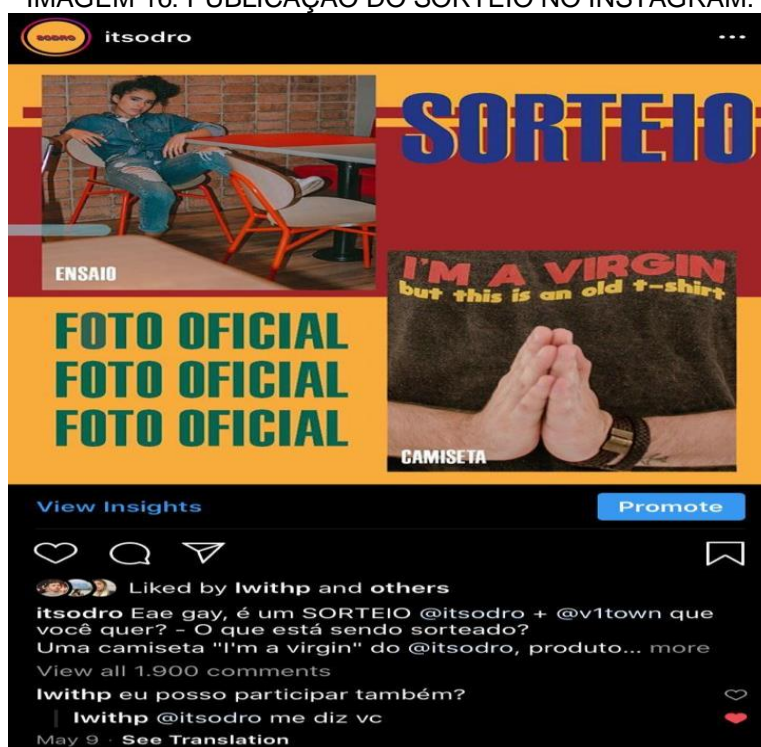 IMAGEM 16: PUBLICAÇÃO DO SORTEIO NO INSTAGRAM.
SODRO
itsodro
SORTEIO
ENSAIO
I'M A VIRGIN
but this is an old t-shirt
FOTO OFICIAL
FOTO OFICIAL
FOTO OFICIAL
CAMISETA
View Insights
Promote
Liked by lwithp and others
itsodro Eae gay, é um SORTEIO @itsodro + @v1town que
você quer? - O que está sendo sorteado?
Uma camiseta "I'm a virgin" do @itsodro, produto... more
View all 1.900 comments
lwithp eu posso participar também?
lwithp @itsodro me diz vc
May 9 · See Translation